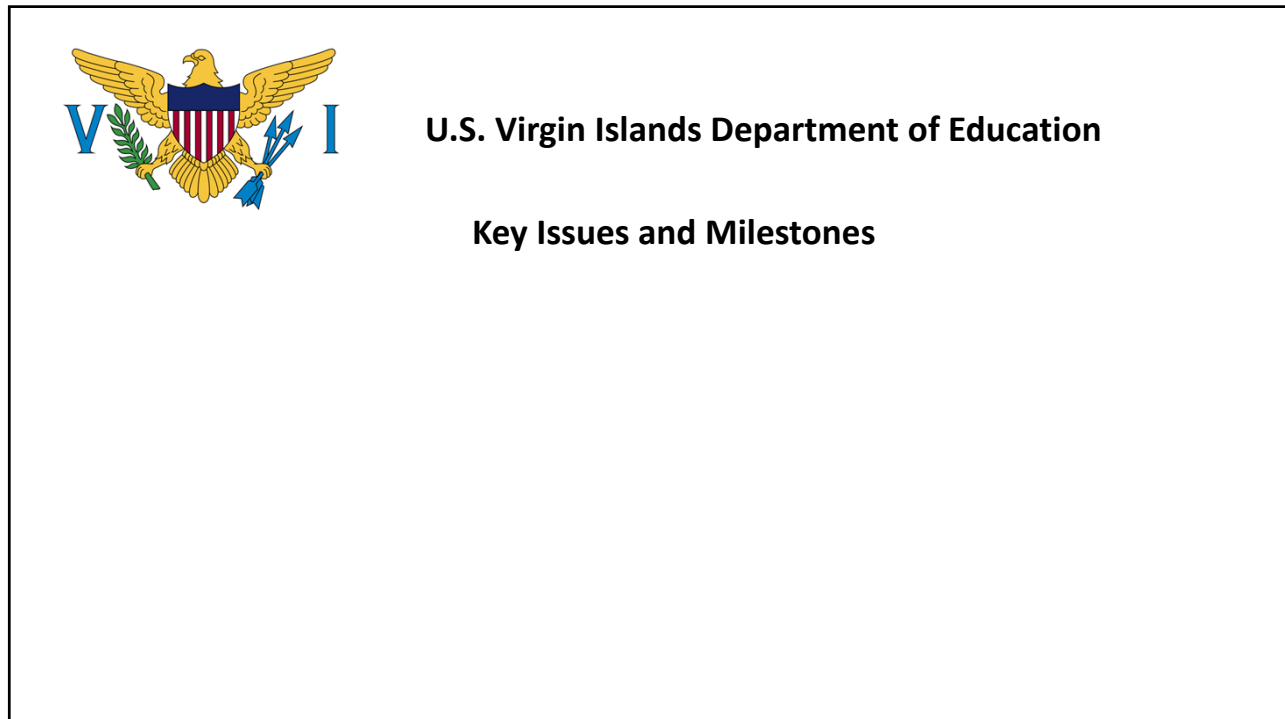 V I
U.S. Virgin Islands Department of Education
Key Issues and Milestones